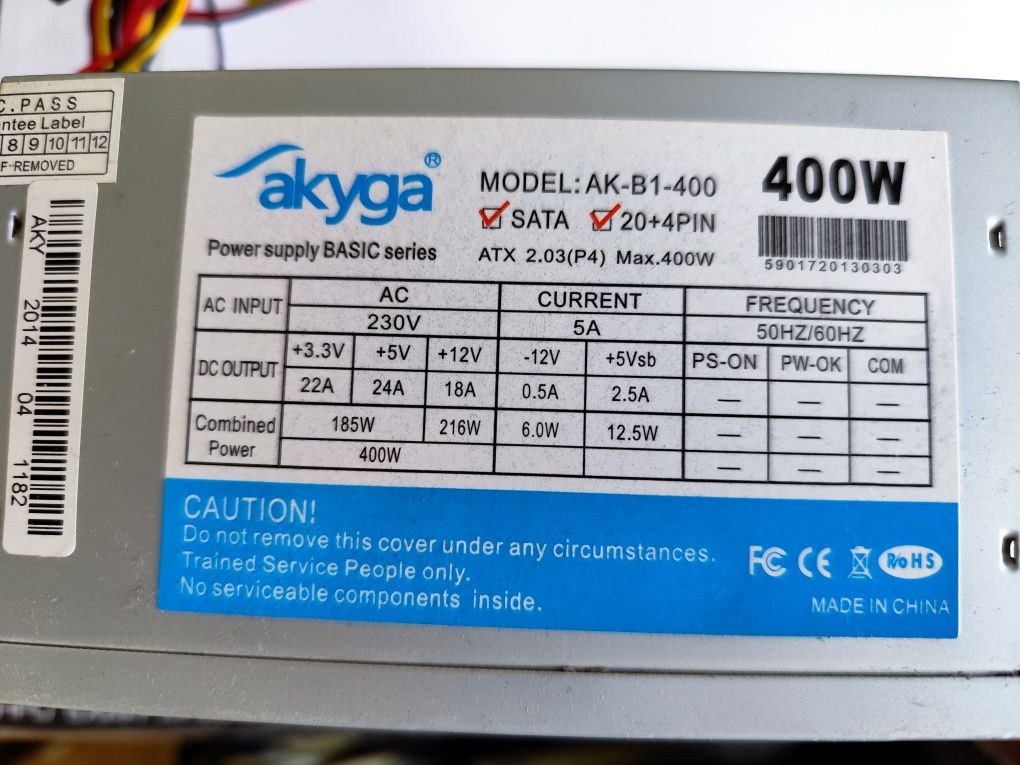 C.PASS
ntee Label
8 9 10 11 12
F REMOVED
AKY 2014 04 1182
akyga®
Power supply BASIC series
MODEL: AK-B1-400
SATA 20+4PIN
ATX 2.03(P4) Max.400W
400W
5901720130303
AC INPUT AC CURRENT FREQUENCY
230V 5A 50HZ/60HZ
DC OUTPUT +3.3V +5V +12V -12V +5Vsb PS-ON PW-OK COM
22A 24A 18A 0.5A 2.5A — — —
Combined Power 185W 216W 6.0W 12.5W — — —
400W — — —
CAUTION!
Do not remove this cover under any circumstances.
Trained Service People only.
No serviceable components inside.
FC CE RoHS
MADE IN CHINA